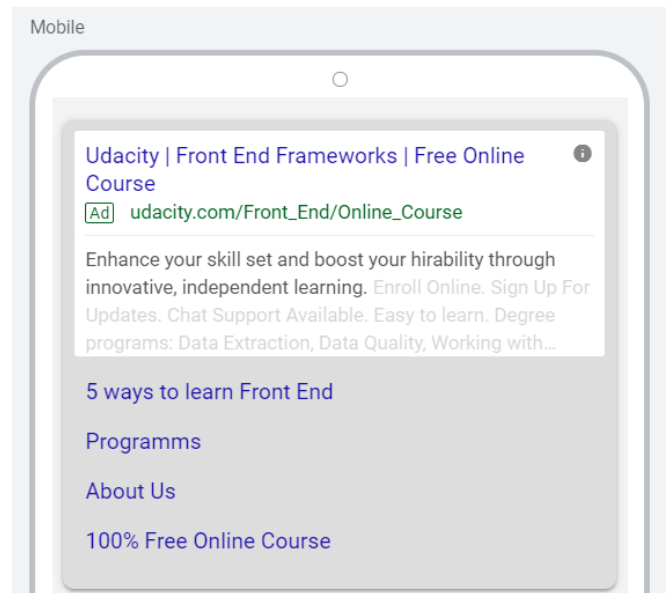 Mobile
Udacity | Front End Frameworks | Free Online
Course
Ad udacity.com/Front_End/Online_Course
Enhance your skill set and boost your hirability through
innovative, independent learning. Enroll Online. Sign Up For
Updates. Chat Support Available. Easy to learn. Degree
programs: Data Extraction, Data Quality, Working with...
5 ways to learn Front End
Programms
About Us
100% Free Online Course